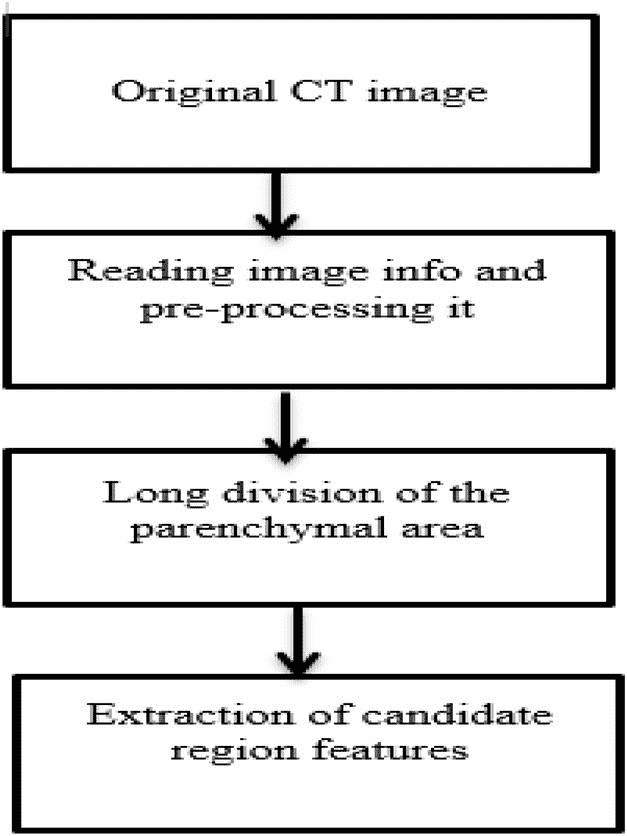 Original CT image
Reading image info and
pre-processing it
Long division of the
parenchymal area
Extraction of candidate
region features